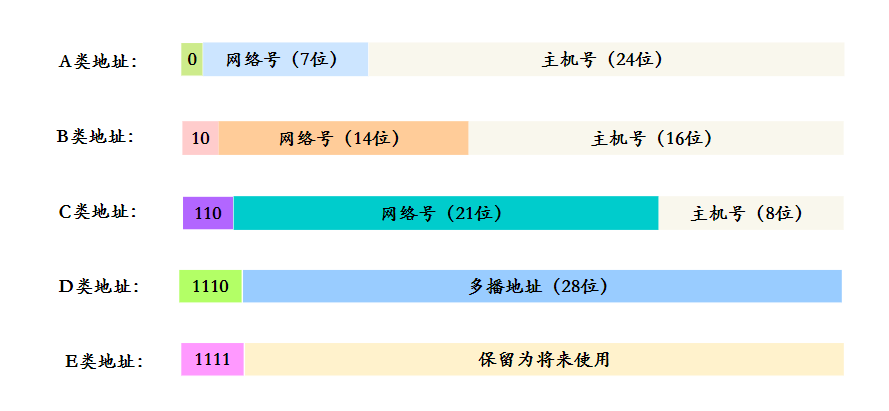 A类地址: 0 网络号（7位） 主机号（24位）
B类地址: 10 网络号（14位） 主机号（16位）
C类地址: 110 网络号（21位） 主机号（8位）
D类地址: 1110 多播地址（28位）
E类地址: 1111 保留为将来使用